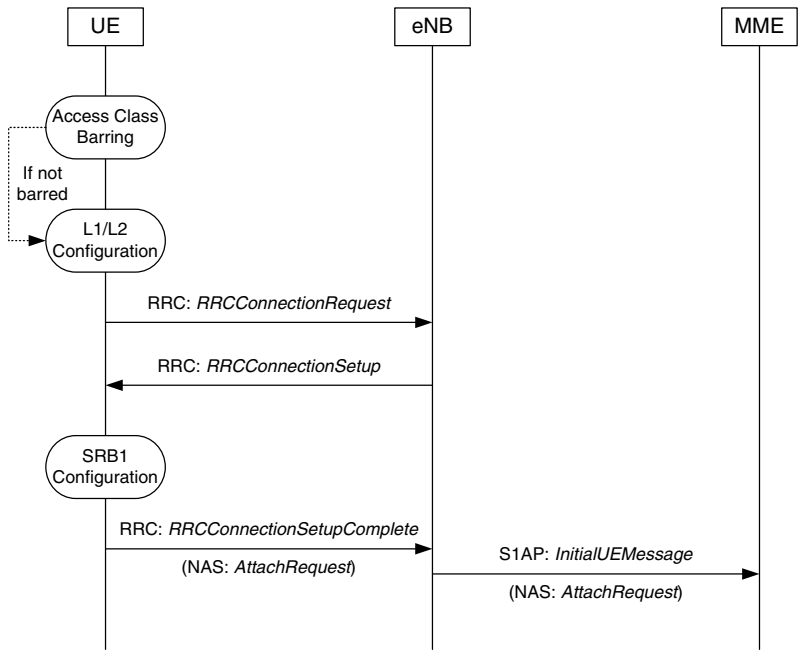 UE
eNB
MME
Access Class
Barring
If not
barred
L1/L2
Configuration
RRC: RRCConnectionRequest
RRC: RRCConnectionSetup
SRB1
Configuration
RRC: RRCConnectionSetupComplete
(NAS: AttachRequest)
S1AP: InitialUEMessage
(NAS: AttachRequest)